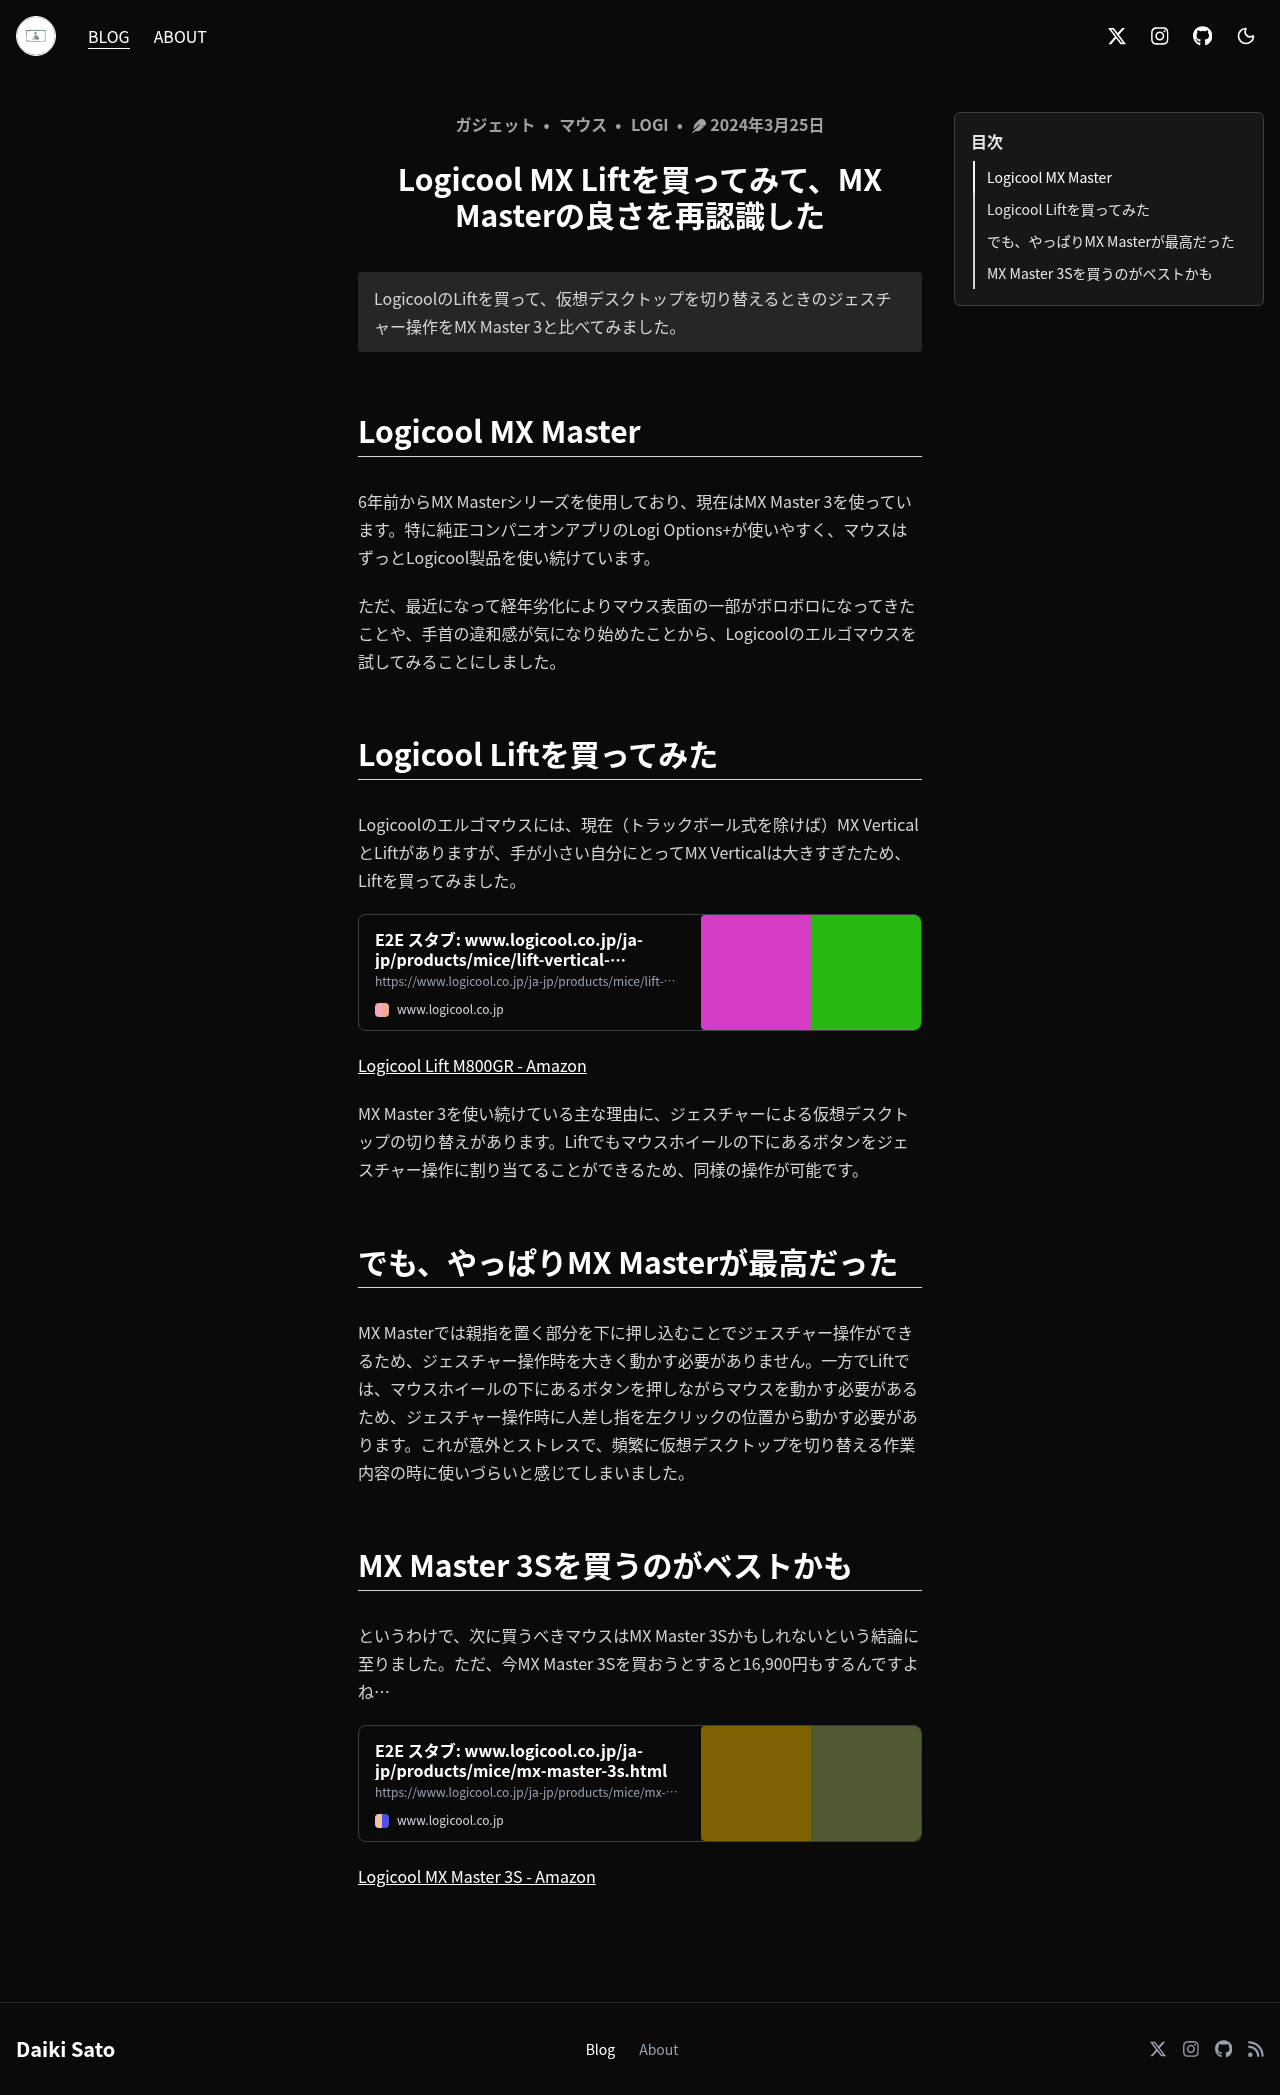 BLOG ABOUT
ガジェット • マウス • LOGI • 2024年3月25日
Logicool MX Liftを買ってみて、MX
Masterの良さを再認識した
LogicoolのLiftを買って、仮想デスクトップを切り替えるときのジェスチ
ャー操作をMX Master 3と比べてみました。
目次
Logicool MX Master
Logicool Liftを買ってみた
でも、やっぱりMX Masterが最高だった
MX Master 3Sを買うのがベストかも
Logicool MX Master
6年前からMX Masterシリーズを使用しており、現在はMX Master 3を使ってい
ます。特に純正コンパニオンアプリのLogi Options+が使いやすく、マウスは
ずっとLogicool製品を使い続けています。
ただ、最近になって経年劣化によりマウス表面の一部がボロボロになってきた
ことや、手首の違和感が気になり始めたことから、Logicoolのエルゴマウスを
試してみることにしました。
Logicool Liftを買ってみた
Logicoolのエルゴマウスには、現在（トラックボール式を除けば）MX Vertical
とLiftがありますが、手が小さい自分にとってMX Verticalは大きすぎたため、
Liftを買ってみました。
E2E スタブ: www.logicool.co.jp/ja-
jp/products/mice/lift-vertical-…
https://www.logicool.co.jp/ja-jp/products/mice/lift-…
www.logicool.co.jp
Logicool Lift M800GR - Amazon
MX Master 3を使い続けている主な理由に、ジェスチャーによる仮想デスクト
ップの切り替えがあります。Liftでもマウスホイールの下にあるボタンをジェ
スチャー操作に割り当てることができるため、同様の操作が可能です。
でも、やっぱりMX Masterが最高だった
MX Masterでは親指を置く部分を下に押し込むことでジェスチャー操作ができ
るため、ジェスチャー操作時を大きく動かす必要がありません。一方でLiftで
は、マウスホイールの下にあるボタンを押しながらマウスを動かす必要がある
ため、ジェスチャー操作時に人差し指を左クリックの位置から動かす必要があ
ります。これが意外とストレスで、頻繁に仮想デスクトップを切り替える作業
内容の時に使いづらいと感じてしまいました。
MX Master 3Sを買うのがベストかも
というわけで、次に買うべきマウスはMX Master 3Sかもしれないという結論に
至りました。ただ、今MX Master 3Sを買おうとすると16,900円もするんですよ
ね…
E2E スタブ: www.logicool.co.jp/ja-
jp/products/mice/mx-master-3s.html
https://www.logicool.co.jp/ja-jp/products/mice/mx-…
www.logicool.co.jp
Logicool MX Master 3S - Amazon
Daiki Sato
Blog About